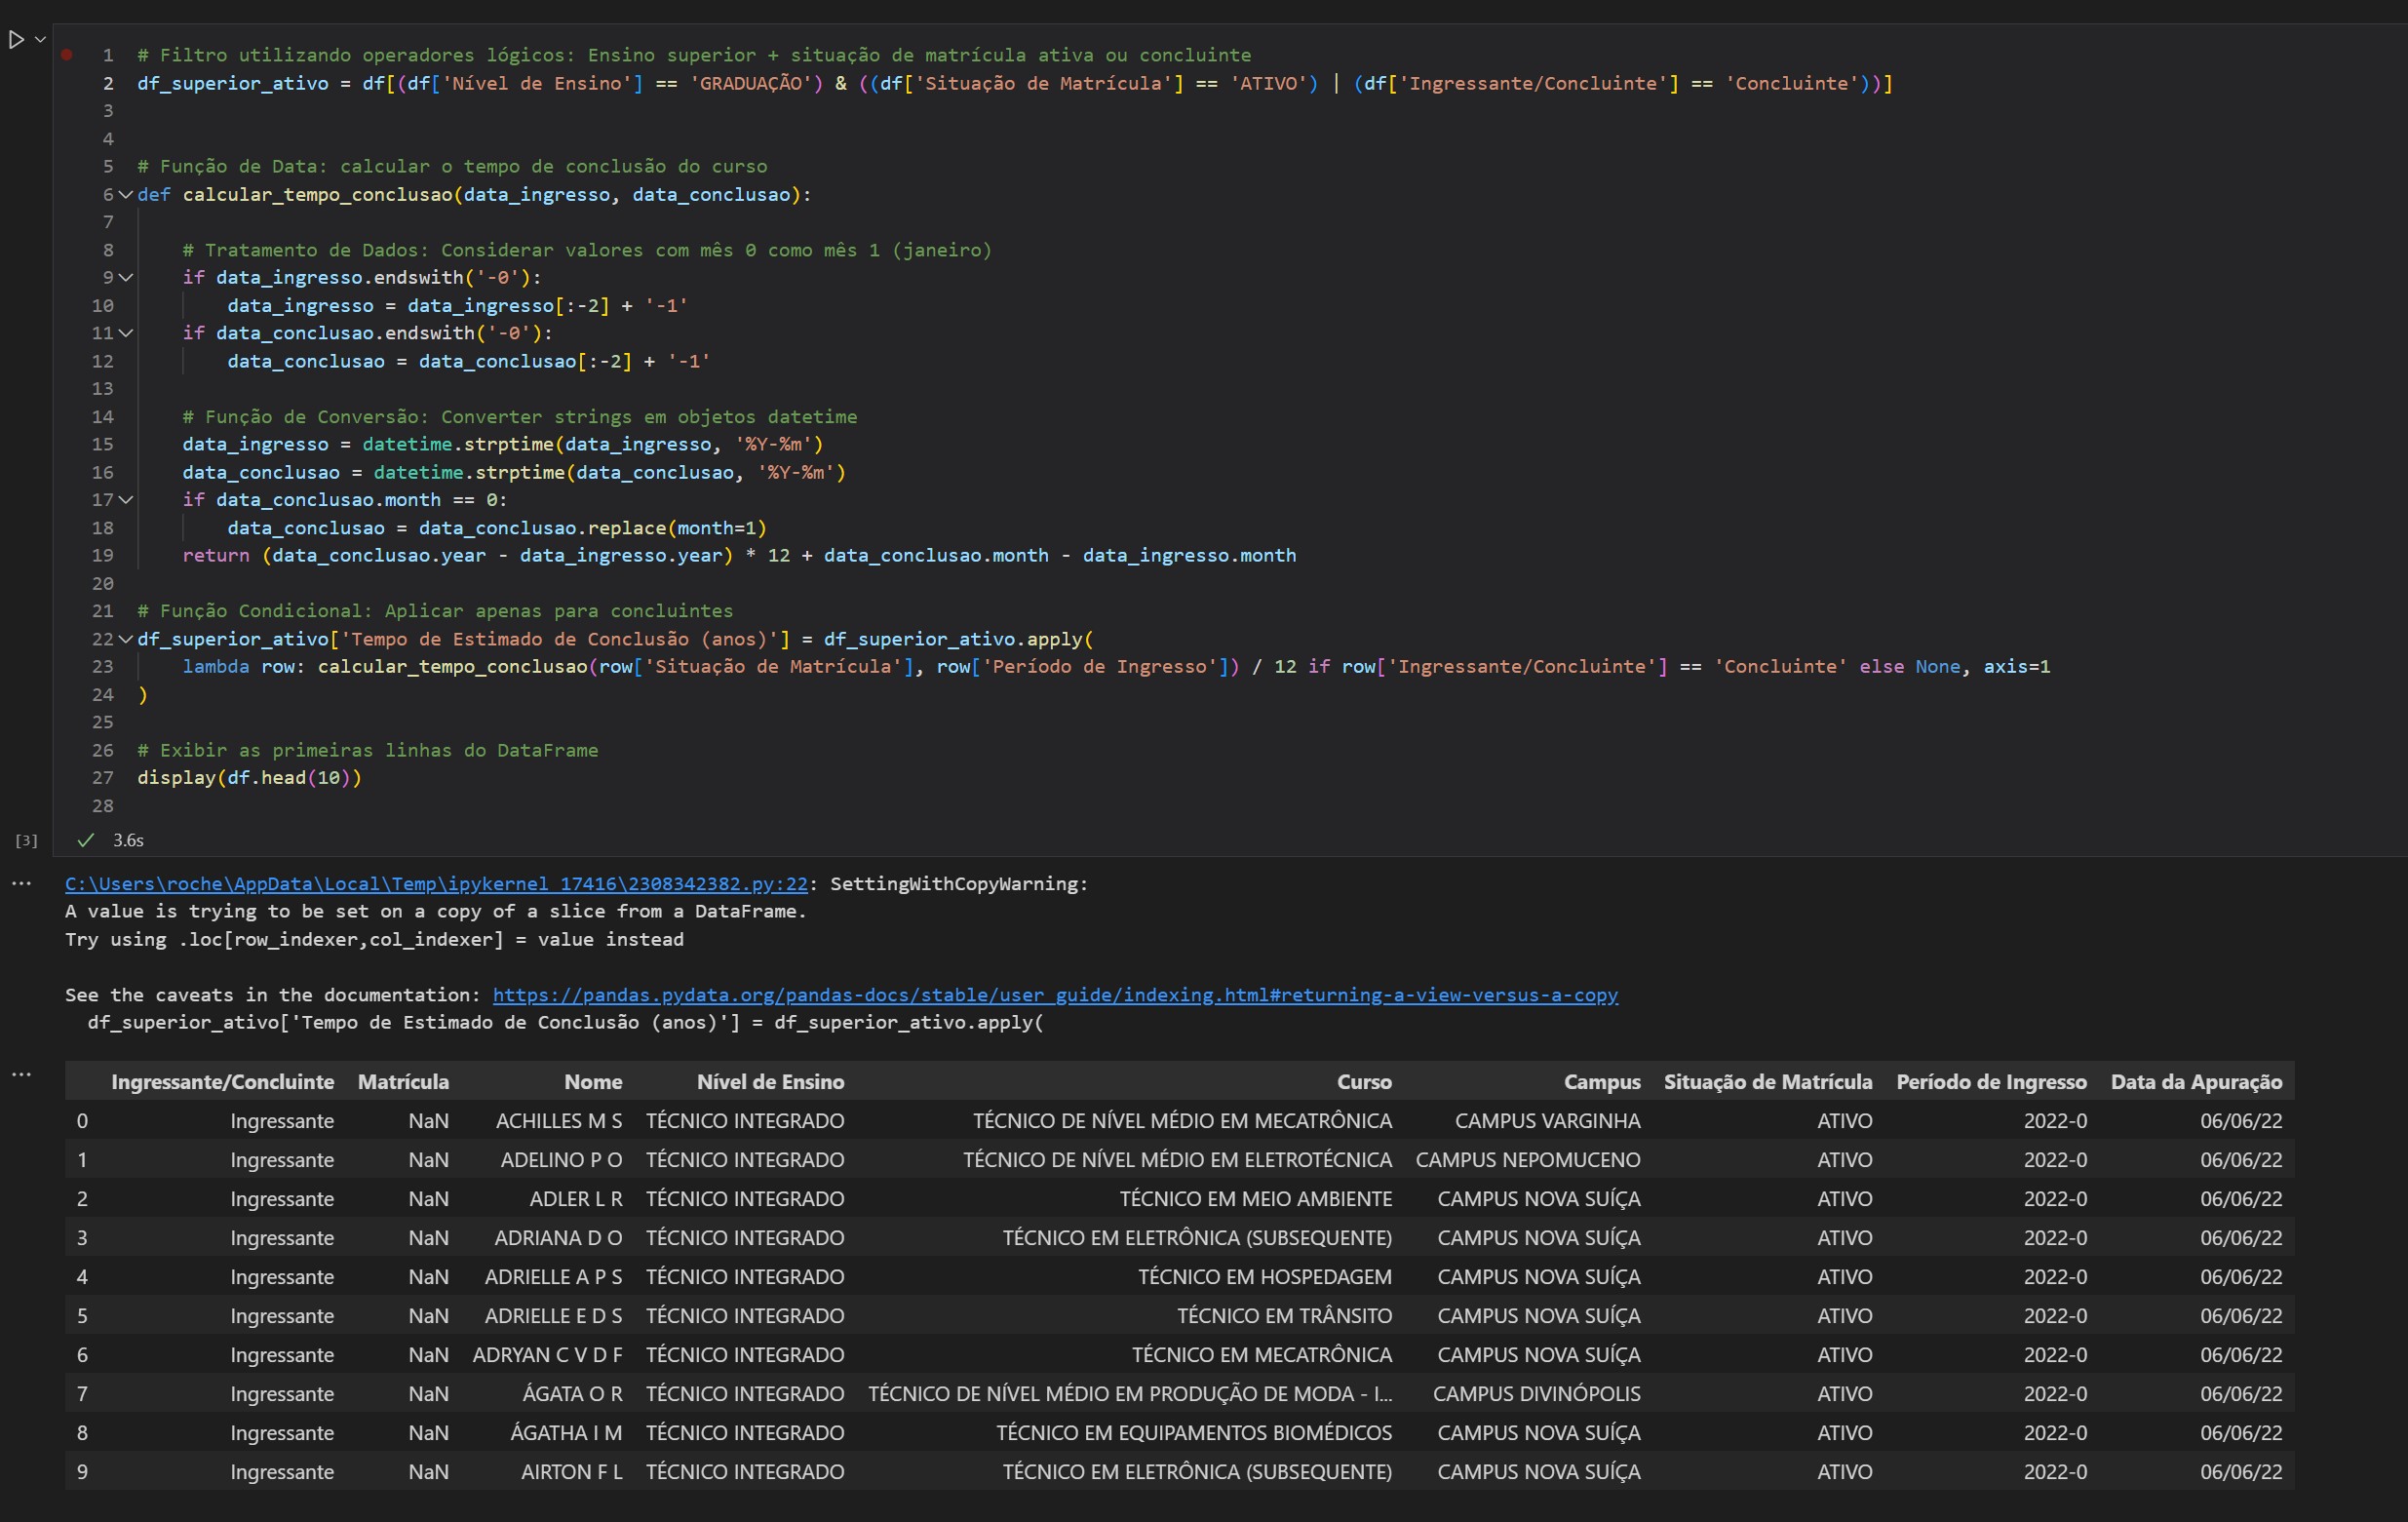 1 # Filtro utilizando operadores lógicos: Ensino superior + situação de matrícula ativa ou concluinte
2 df_superior_ativo = df[(df['Nível de Ensino'] == 'GRADUAÇÃO') & ((df['Situação de Matrícula'] == 'ATIVO') | (df['Ingressante/Concluinte'] == 'Concluinte'))]
3
4
5 # Função de Data: calcular o tempo de conclusão do curso
6 def calcular_tempo_conclusao(data_ingresso, data_conclusao):
7
8 # Tratamento de Dados: Considerar valores com mês 0 como mês 1 (janeiro)
9 if data_ingresso.endswith('-0'):
10 data_ingresso = data_ingresso[:-2] + '-1'
11 if data_conclusao.endswith('-0'):
12 data_conclusao = data_conclusao[:-2] + '-1'
13
14 # Função de Conversão: Converter strings em objetos datetime
15 data_ingresso = datetime.strptime(data_ingresso, '%Y-%m')
16 data_conclusao = datetime.strptime(data_conclusao, '%Y-%m')
17 if data_conclusao.month == 0:
18 data_conclusao = data_conclusao.replace(month=1)
19 return (data_conclusao.year - data_ingresso.year) * 12 + data_conclusao.month - data_ingresso.month
20
21 # Função Condicional: Aplicar apenas para concluintes
22 df_superior_ativo['Tempo de Estimado de Conclusão (anos)'] = df_superior_ativo.apply(
23 lambda row: calcular_tempo_conclusao(row['Situação de Matrícula'], row['Período de Ingresso']) / 12 if row['Ingressante/Concluinte'] == 'Concluinte' else None, axis=1
24 )
25
26 # Exibir as primeiras linhas do DataFrame
27 display(df.head(10))
28
[3] 3.6s
C:\Users\roche\AppData\Local\Temp\ipykernel_17416\2308342382.py:22: SettingWithCopyWarning:
A value is trying to be set on a copy of a slice from a DataFrame.
Try using .loc[row_indexer,col_indexer] = value instead
See the caveats in the documentation: https://pandas.pydata.org/pandas-docs/stable/user_guide/indexing.html#returning-a-view-versus-a-copy
df_superior_ativo['Tempo de Estimado de Conclusão (anos)'] = df_superior_ativo.apply(
Ingressante/Concluinte Matrícula Nome Nível de Ensino Curso Campus Situação de Matrícula Período de Ingresso Data da Apuração
0 Ingressante NaN ACHILLES M S TÉCNICO INTEGRADO TÉCNICO DE NÍVEL MÉDIO EM MECATRÔNICA CAMPUS VARGINHA ATIVO 2022-0 06/06/22
1 Ingressante NaN ADELINO P O TÉCNICO INTEGRADO TÉCNICO DE NÍVEL MÉDIO EM ELETROTÉCNICA CAMPUS NEPOMUCENO ATIVO 2022-0 06/06/22
2 Ingressante NaN ADLER L R TÉCNICO INTEGRADO TÉCNICO EM MEIO AMBIENTE CAMPUS NOVA SUÍÇA ATIVO 2022-0 06/06/22
3 Ingressante NaN ADRIANA D O TÉCNICO INTEGRADO TÉCNICO EM ELETRÔNICA (SUBSEQUENTE) CAMPUS NOVA SUÍÇA ATIVO 2022-0 06/06/22
4 Ingressante NaN ADRIELLE A P S TÉCNICO INTEGRADO TÉCNICO EM HOSPEDAGEM CAMPUS NOVA SUÍÇA ATIVO 2022-0 06/06/22
5 Ingressante NaN ADRIELLE E D S TÉCNICO INTEGRADO TÉCNICO EM TRÂNSITO CAMPUS NOVA SUÍÇA ATIVO 2022-0 06/06/22
6 Ingressante NaN ADRYAN C V D F TÉCNICO INTEGRADO TÉCNICO EM MECATRÔNICA CAMPUS NOVA SUÍÇA ATIVO 2022-0 06/06/22
7 Ingressante NaN ÁGATA O R TÉCNICO INTEGRADO TÉCNICO DE NÍVEL MÉDIO EM PRODUÇÃO DE MODA - I... CAMPUS DIVINÓPOLIS ATIVO 2022-0 06/06/22
8 Ingressante NaN ÁGATHA I M TÉCNICO INTEGRADO TÉCNICO EM EQUIPAMENTOS BIOMÉDICOS CAMPUS NOVA SUÍÇA ATIVO 2022-0 06/06/22
9 Ingressante NaN AIRTON F L TÉCNICO INTEGRADO TÉCNICO EM ELETRÔNICA (SUBSEQUENTE) CAMPUS NOVA SUÍÇA ATIVO 2022-0 06/06/22